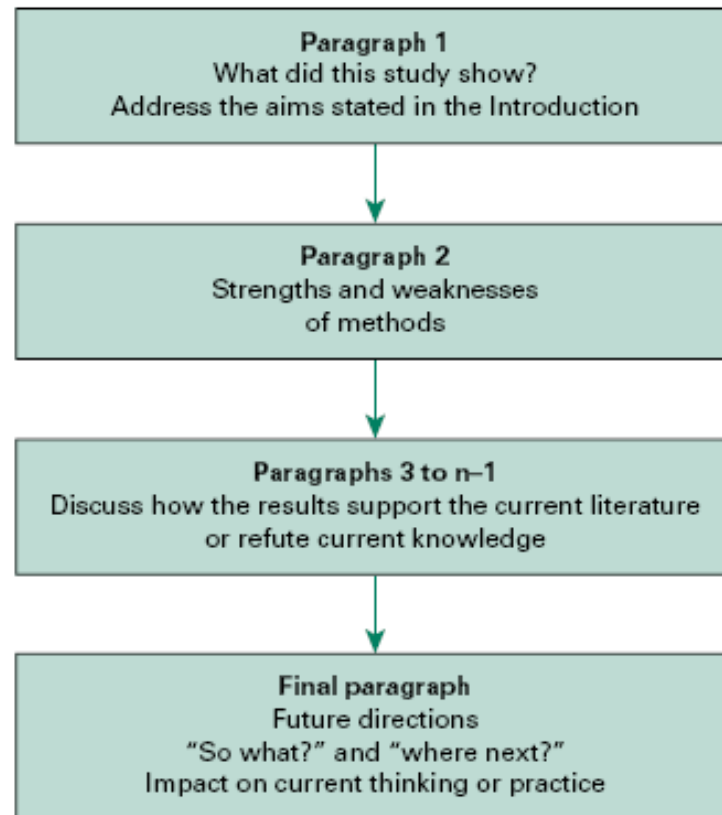 Paragraph 1
What did this study show?
Address the aims stated in the Introduction
Paragraph 2
Strengths and weaknesses
of methods
Paragraphs 3 to n–1
Discuss how the results support the current literature
or refute current knowledge
Final paragraph
Future directions
“So what?” and “where next?”
Impact on current thinking or practice